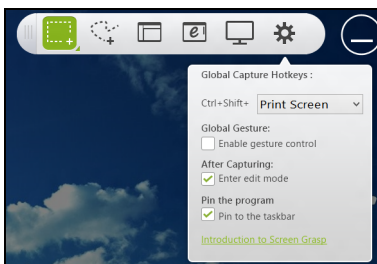 e
Global Capture Hotkeys :
Ctrl+Shift+ Print Screen
Global Gesture:
Enable gesture control
After Capturing:
Enter edit mode
Pin the program
Pin to the taskbar
Introduction to Screen Grasp